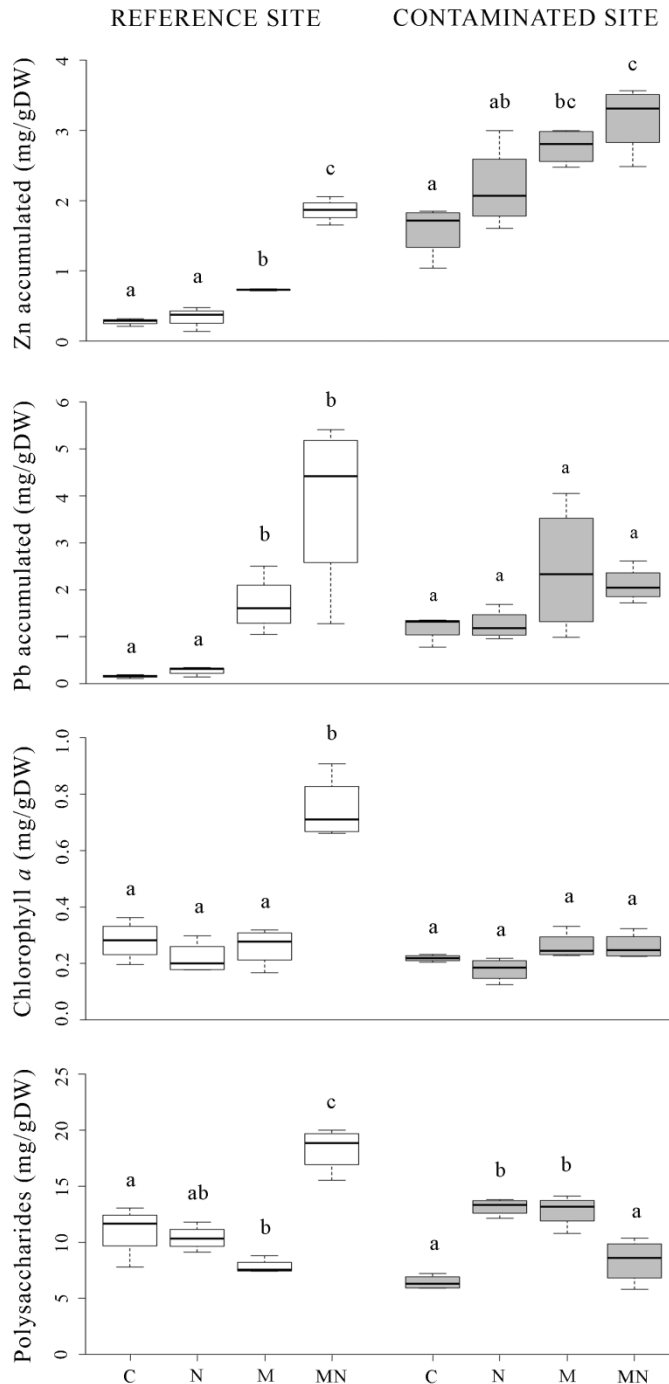 REFERENCE SITE CONTAMINATED SITE
Zn accumulated (mg/gDW)
4
3
2
1
0
a a b c a ab bc c
Pb accumulated (mg/gDW)
6
5
4
3
2
1
0
a a b b a a a a
Chlorophyll a (mg/gDW)
1.0
0.8
0.6
0.4
0.2
0.0
a a a b a a a a
Polysaccharides (mg/gDW)
25
20
15
10
5
0
a ab b c a b b a
C N M MN C N M MN